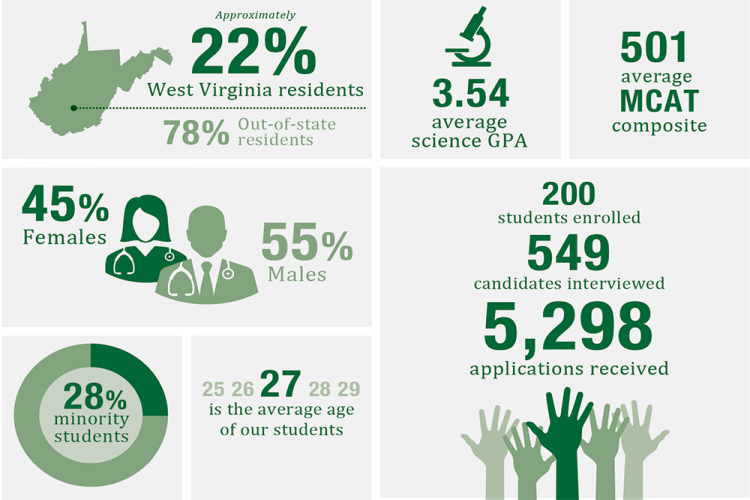 Approximately
22%
West Virginia residents
78% Out-of-state
residents
3.54
average
science GPA
501
average
MCAT
composite
45%
Females
55%
Males
200
students enrolled
549
candidates interviewed
5,298
applications received
28%
minority
students
25 26 27 28 29
is the average age
of our students